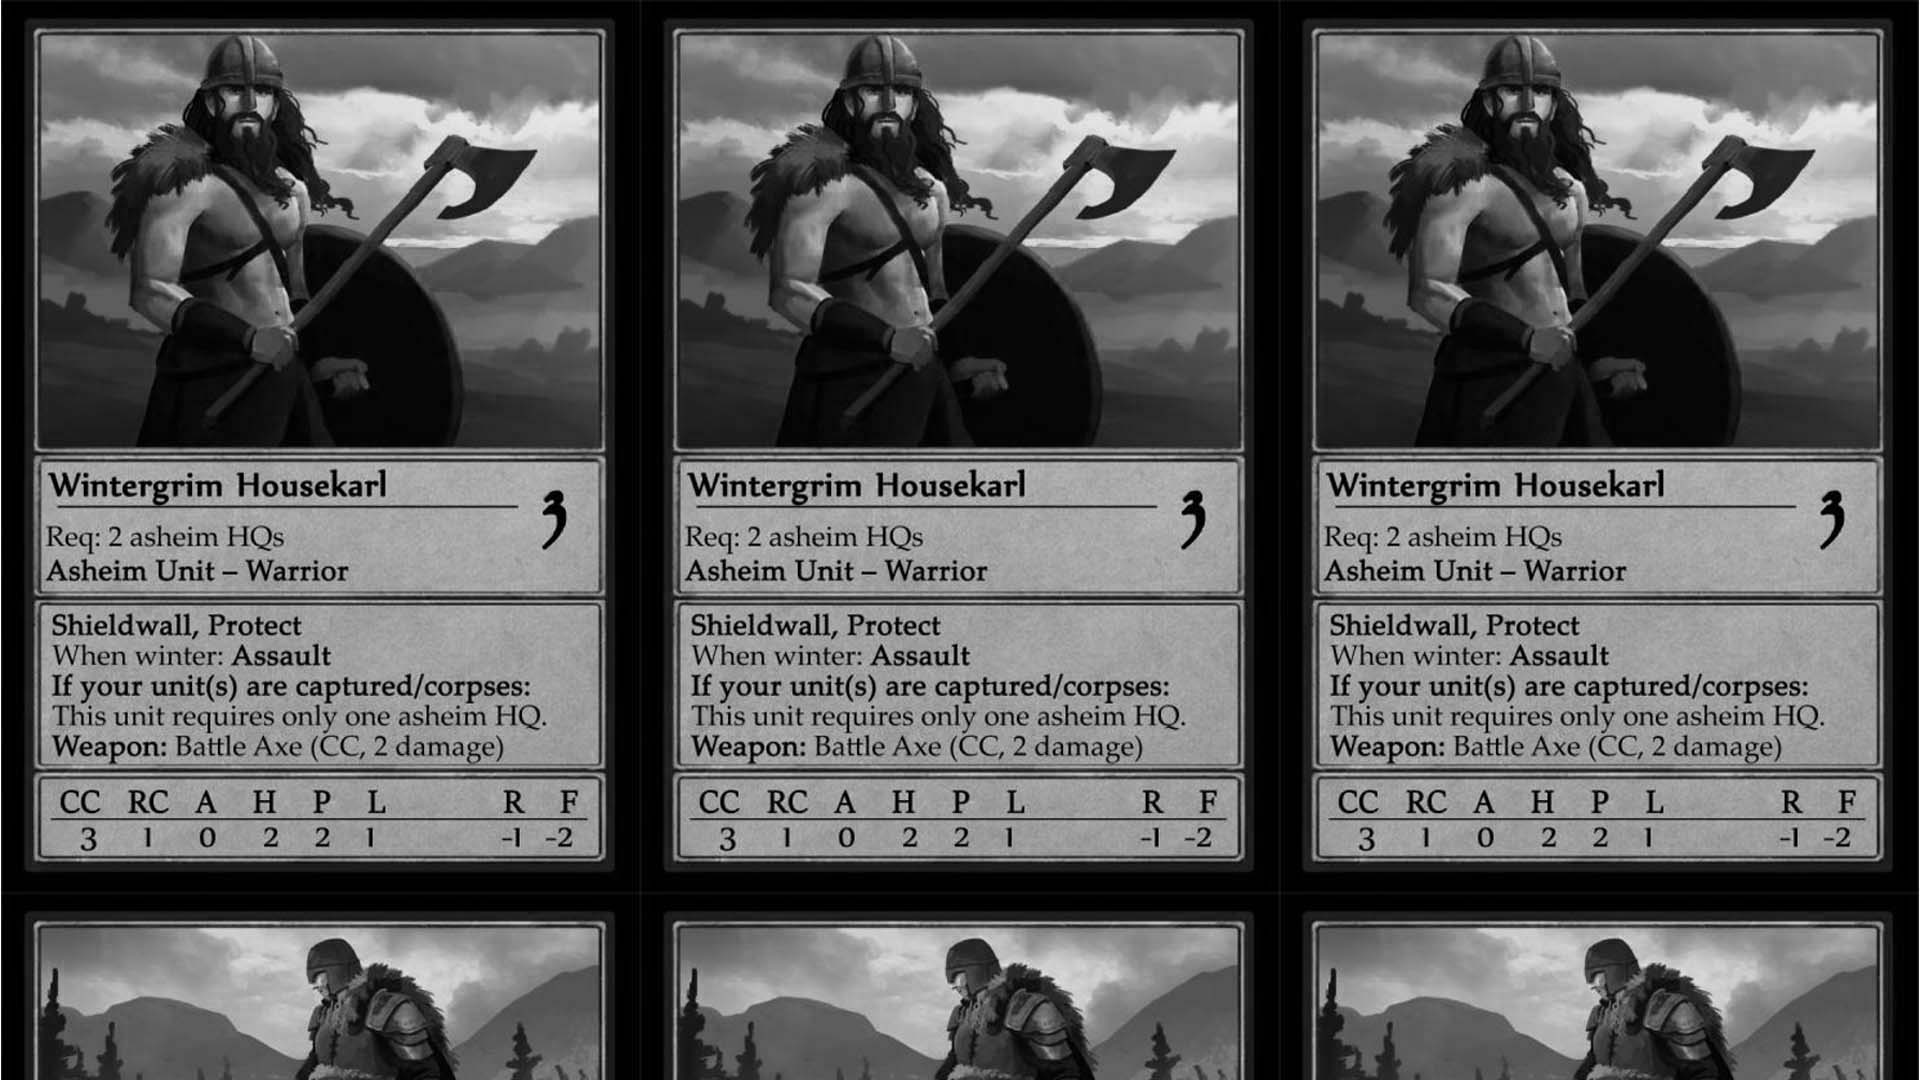 Wintergrim Housekarl
3
Req: 2 asheim HQs
Asheim Unit – Warrior
Shieldwall, Protect
When winter: Assault
If your unit(s) are captured/corpses:
This unit requires only one asheim HQ.
Weapon: Battle Axe (CC, 2 damage)
CC RC A H P L R F
3 1 0 2 2 1 -1 -2
Wintergrim Housekarl
3
Req: 2 asheim HQs
Asheim Unit – Warrior
Shieldwall, Protect
When winter: Assault
If your unit(s) are captured/corpses:
This unit requires only one asheim HQ.
Weapon: Battle Axe (CC, 2 damage)
CC RC A H P L R F
3 1 0 2 2 1 -1 -2
Wintergrim Housekarl
3
Req: 2 asheim HQs
Asheim Unit – Warrior
Shieldwall, Protect
When winter: Assault
If your unit(s) are captured/corpses:
This unit requires only one asheim HQ.
Weapon: Battle Axe (CC, 2 damage)
CC RC A H P L R F
3 1 0 2 2 1 -1 -2